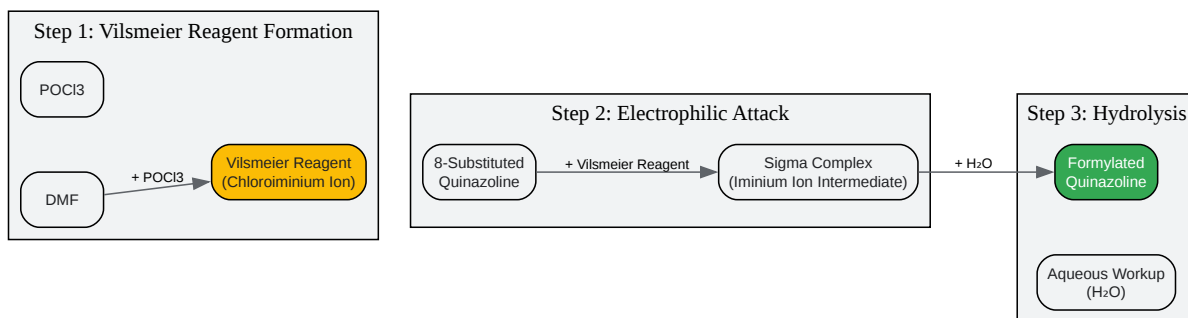 Step 1: Vilsmeier Reagent Formation
POCl3
DMF
+ POCl3
Vilsmeier Reagent
(Chloroiminium Ion)
Step 2: Electrophilic Attack
8-Substituted
Quinazoline
+ Vilsmeier Reagent
Sigma Complex
(Iminium Ion Intermediate)
+ H₂O
Step 3: Hydrolysis
Formylated
Quinazoline
Aqueous Workup
(H₂O)